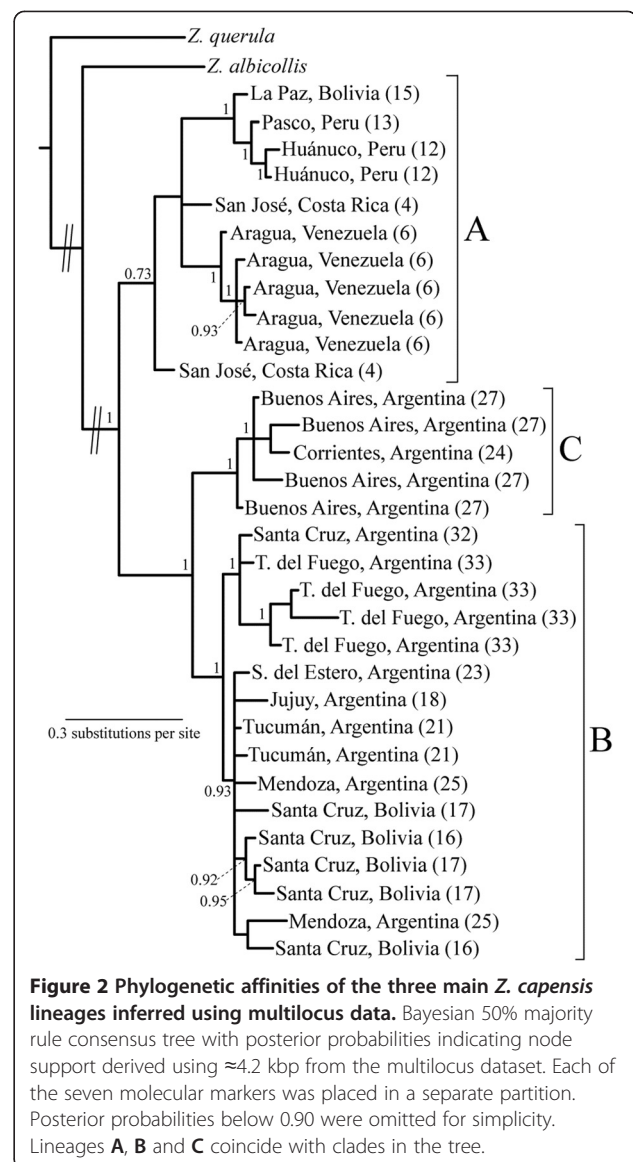 Z. querula
Z. albicollis
La Paz, Bolivia (15)
1
Pasco, Peru (13)
Huánuco, Peru (12)
1
Huánuco, Peru (12)
1
San José, Costa Rica (4)
A
Aragua, Venezuela (6)
Aragua, Venezuela (6)
1
0.73
Aragua, Venezuela (6)
1
Aragua, Venezuela (6)
0.93
Aragua, Venezuela (6)
San José, Costa Rica (4)
Buenos Aires, Argentina (27)
1
Buenos Aires, Argentina (27)
1
Corrientes, Argentina (24)
C
1
Buenos Aires, Argentina (27)
Buenos Aires, Argentina (27)
Santa Cruz, Argentina (32)
1
T. del Fuego, Argentina (33)
1
T. del Fuego, Argentina (33)
1
T. del Fuego, Argentina (33)
T. del Fuego, Argentina (33)
1
S. del Estero, Argentina (23)
Jujuy, Argentina (18)
0.3 substitutions per site
Tucumán, Argentina (21)
B
Tucumán, Argentina (21)
Mendoza, Argentina (25)
0.93
Santa Cruz, Bolivia (17)
Santa Cruz, Bolivia (16)
Santa Cruz, Bolivia (17)
0.92
Santa Cruz, Bolivia (17)
0.95
Mendoza, Argentina (25)
Santa Cruz, Bolivia (16)
Figure 2 Phylogenetic affinities of the three main Z. capensis
lineages inferred using multilocus data. Bayesian 50% majority
rule consensus tree with posterior probabilities indicating node
support derived using ≈4.2 kbp from the multilocus dataset. Each of
the seven molecular markers was placed in a separate partition.
Posterior probabilities below 0.90 were omitted for simplicity.
Lineages A, B and C coincide with clades in the tree.